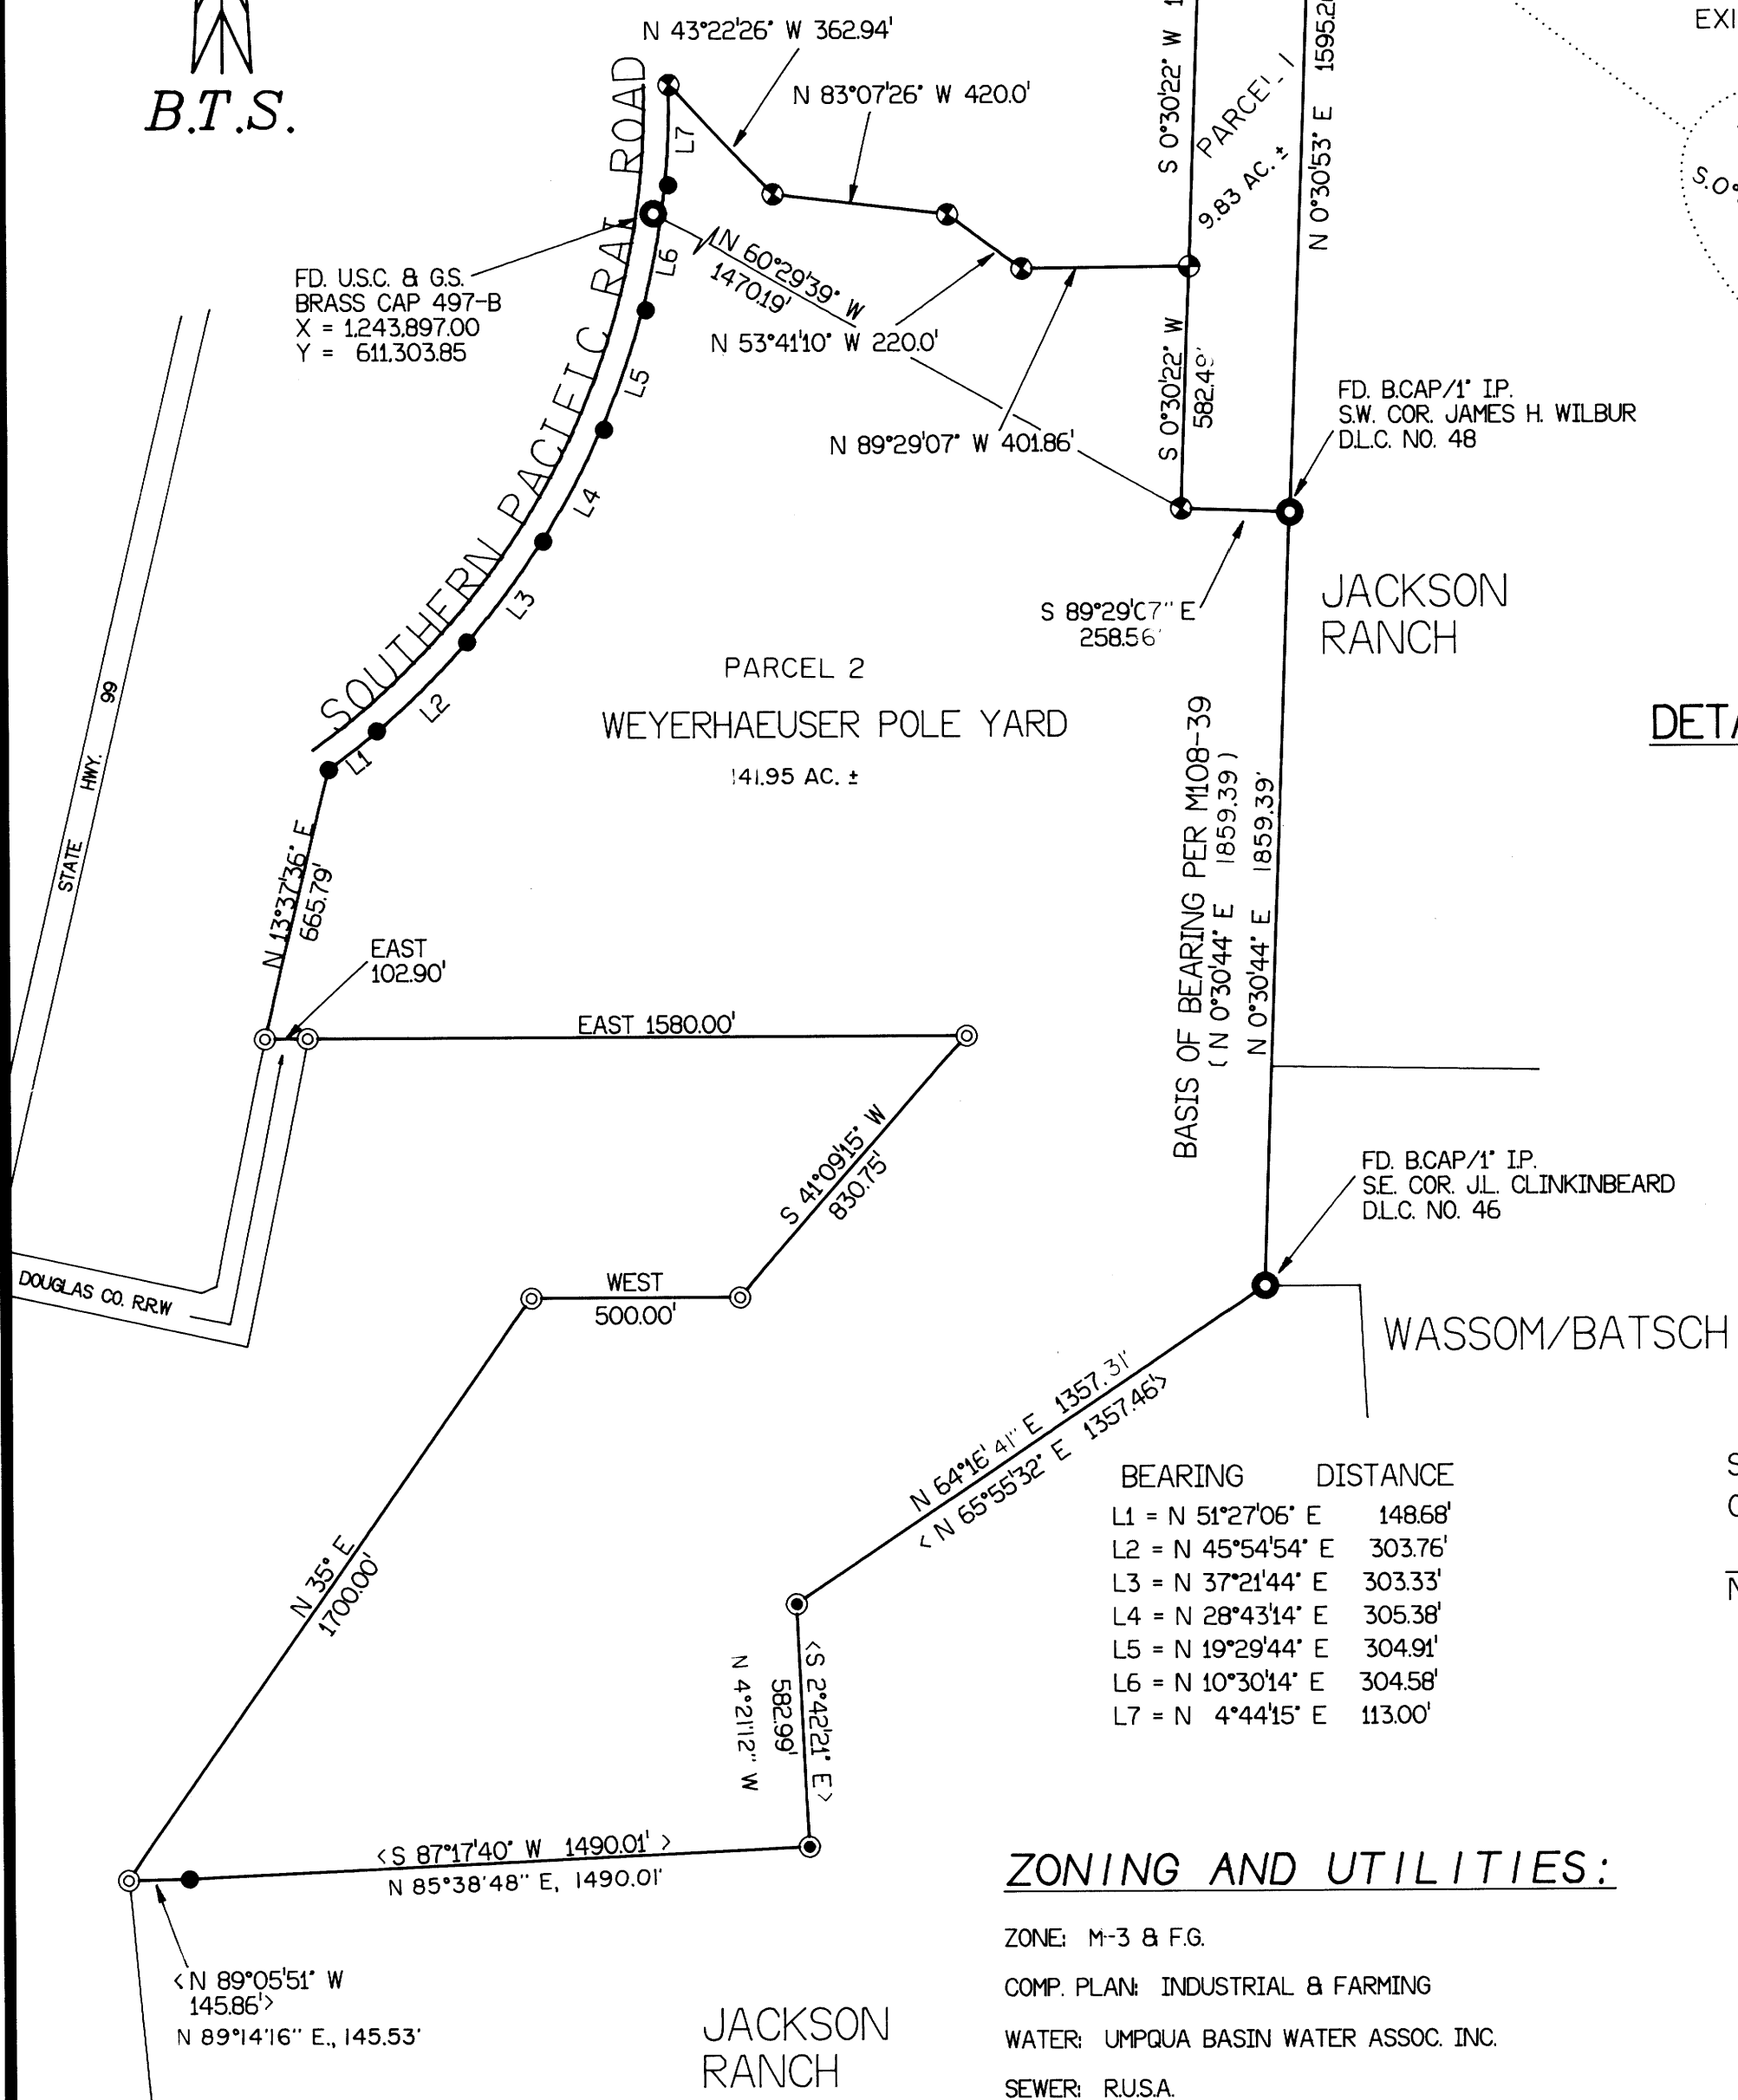 B.T.S.
N 43°22'26" W 362.94'
N 83°07'26" W 420.0'
S 0°30'22" W
PARCEL 1
9.83 AC. ±
N 0°30'53" E
EXI
S.0°
SOUTHERN PACIFIC RAIL ROAD
L7
L6
L5
L4
L3
L2
L1
N 60°29'39" W
1470.19'
FD. U.S.C. & G.S.
BRASS CAP 497-B
X = 1,243,897.00
Y = 611,303.85
N 53°41'10" W 220.0'
S 0°30'22" W
582.49'
N 89°29'07" W 401.86'
FD. B.CAP/1" I.P.
S.W. COR. JAMES H. WILBUR
D.L.C. NO. 48
S 89°29'07" E
258.56'
JACKSON
RANCH
PARCEL 2
WEYERHAEUSER POLE YARD
141.95 AC. ±
DETA
STATE HWY. 99
BASIS OF BEARING PER M108-39
( N 0°30'44" E 1859.39 )
N 0°30'44" E 1859.39'
N 13°37'36" E
665.79'
EAST
102.90'
EAST 1580.00'
S 41°09'15" W
830.75'
FD. B.CAP/1" I.P.
S.E. COR. J.L. CLINKINBEARD
D.L.C. NO. 46
DOUGLAS CO. R.R.W
WEST
500.00'
WASSOM/BATSCH
N 64°16'41" E 1357.31'
<N 65°55'32" E 1357.46'>
N 35° E
1700.00'
BEARING DISTANCE
L1 = N 51°27'06" E 148.68'
L2 = N 45°54'54" E 303.76'
L3 = N 37°21'44" E 303.33'
L4 = N 28°43'14" E 305.38'
L5 = N 19°29'44" E 304.91'
L6 = N 10°30'14" E 304.58'
L7 = N 4°44'15" E 113.00'
<S 2°42'21" E>
582.99'
N 4°21'12" W
<S 87°17'40" W 1490.01' >
N 85°38'48" E, 1490.01'
<N 89°05'51" W
145.86'>
N 89°14'16" E., 145.53'
JACKSON
RANCH
ZONING AND UTILITIES:
ZONE: M-3 & F.G.
COMP. PLAN: INDUSTRIAL & FARMING
WATER: UMPQUA BASIN WATER ASSOC. INC.
SEWER: R.U.S.A.